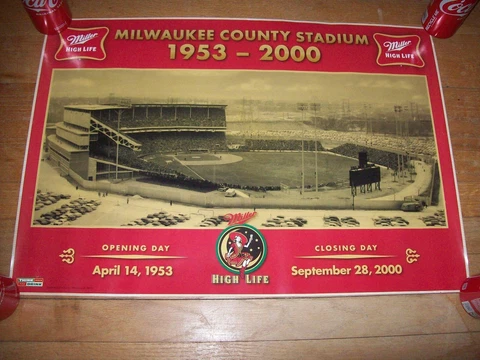 MILWAUKEE COUNTY STADIUM
1953 – 2000
Miller
HIGH LIFE
Miller
HIGH LIFE
OPENING DAY
April 14, 1953
Miller
HIGH LIFE
CLOSING DAY
September 28, 2000